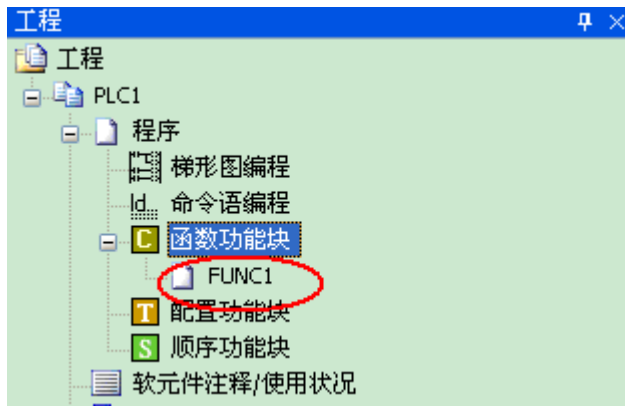 工程
工程
PLC1
程序
梯形图编程
ld... 命令语编程
C 函数功能块
FUNC1
T 配置功能块
S 顺序功能块
软元件注释/使用状况